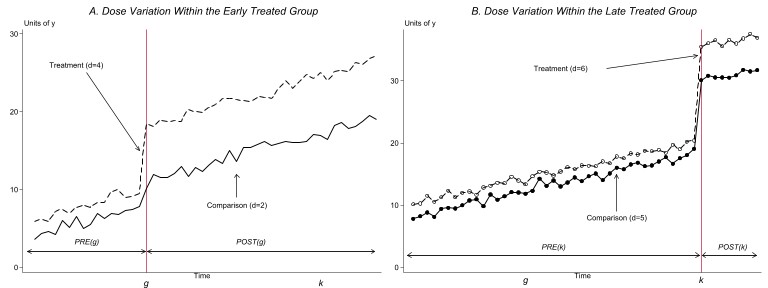 A. Dose Variation Within the Early Treated Group
Units of y
30
20
10
0
Treatment (d=4)
Comparison (d=2)
PRE(g)
POST(g)
Time
g
k
B. Dose Variation Within the Late Treated Group
Units of y
30
20
10
0
Treatment (d=6)
Comparison (d=5)
PRE(k)
POST(k)
Time
g
k